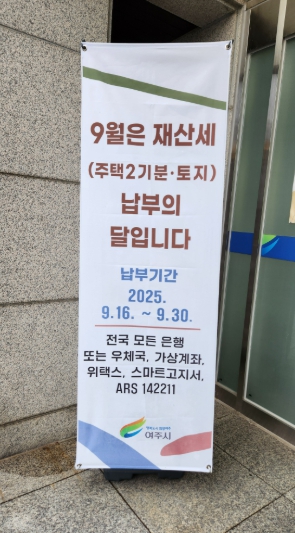 9월은 재산세
(주택2기분·토지)
납부의
달입니다
납부기간
2025.
9.16. ~ 9.30.
전국 모든 은행
또는 우체국, 가상계좌,
위택스, 스마트고지서,
ARS 142211
여주시